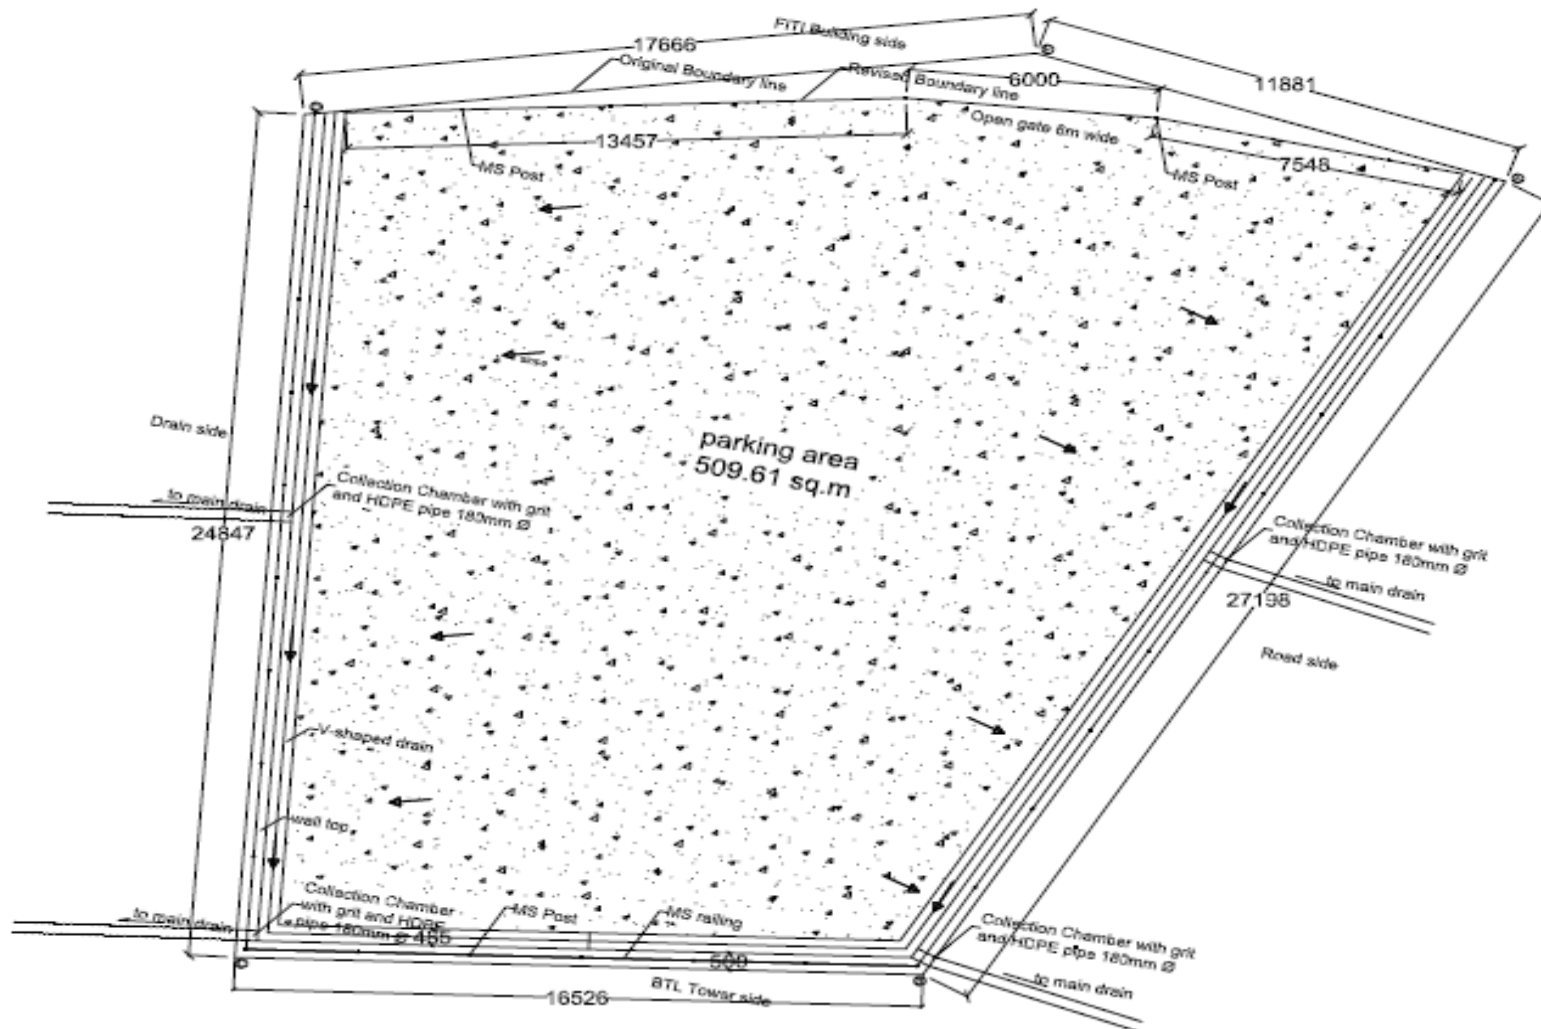 FITI Building side
17666
Original Boundary line
Revised Boundary line
6000
11881
Open gate 6m wide
13457
MS Post
7548
MS Post
parking area
509.61 sq.m
Drain side
to main drain
24847
Collection Chamber with grit
and HDPE pipe 180mm Ø
Collection Chamber with grit
and HDPE pipe 180mm Ø
to main drain
27198
Road side
V-shaped drain
wall top
Collection Chamber
with grit and HDPE
pipe 180mm Ø
455
to main drain
MS Post
MS railing
500
Collection Chamber with grit
and HDPE pipe 180mm Ø
to main drain
BTL Tower side
16526